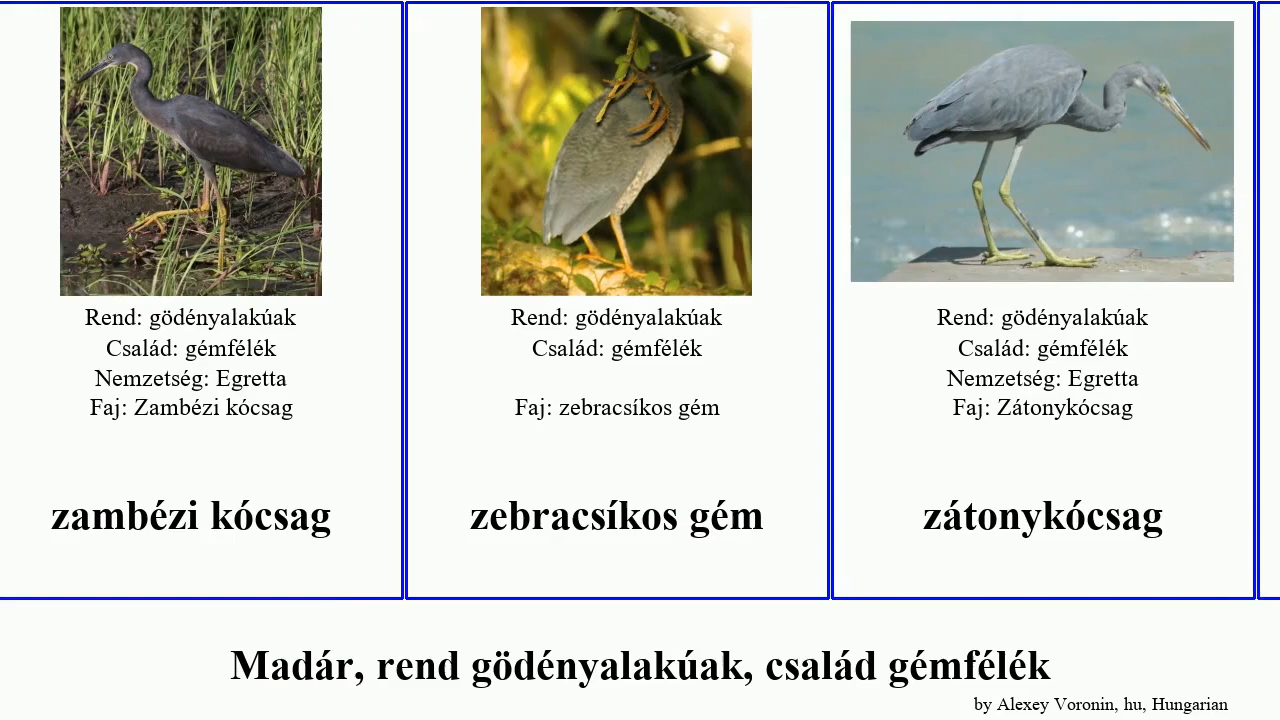 Rend: gödényalakúak
Család: gémfélék
Nemzetség: Egretta
Faj: Zambézi kócsag
zambézi kócsag
Rend: gödényalakúak
Család: gémfélék
Faj: zebracsíkos gém
zebracsíkos gém
Rend: gödényalakúak
Család: gémfélék
Nemzetség: Egretta
Faj: Zátonykócsag
zátonykócsag
Madár, rend gödényalakúak, család gémfélék
by Alexey Voronin, hu, Hungarian